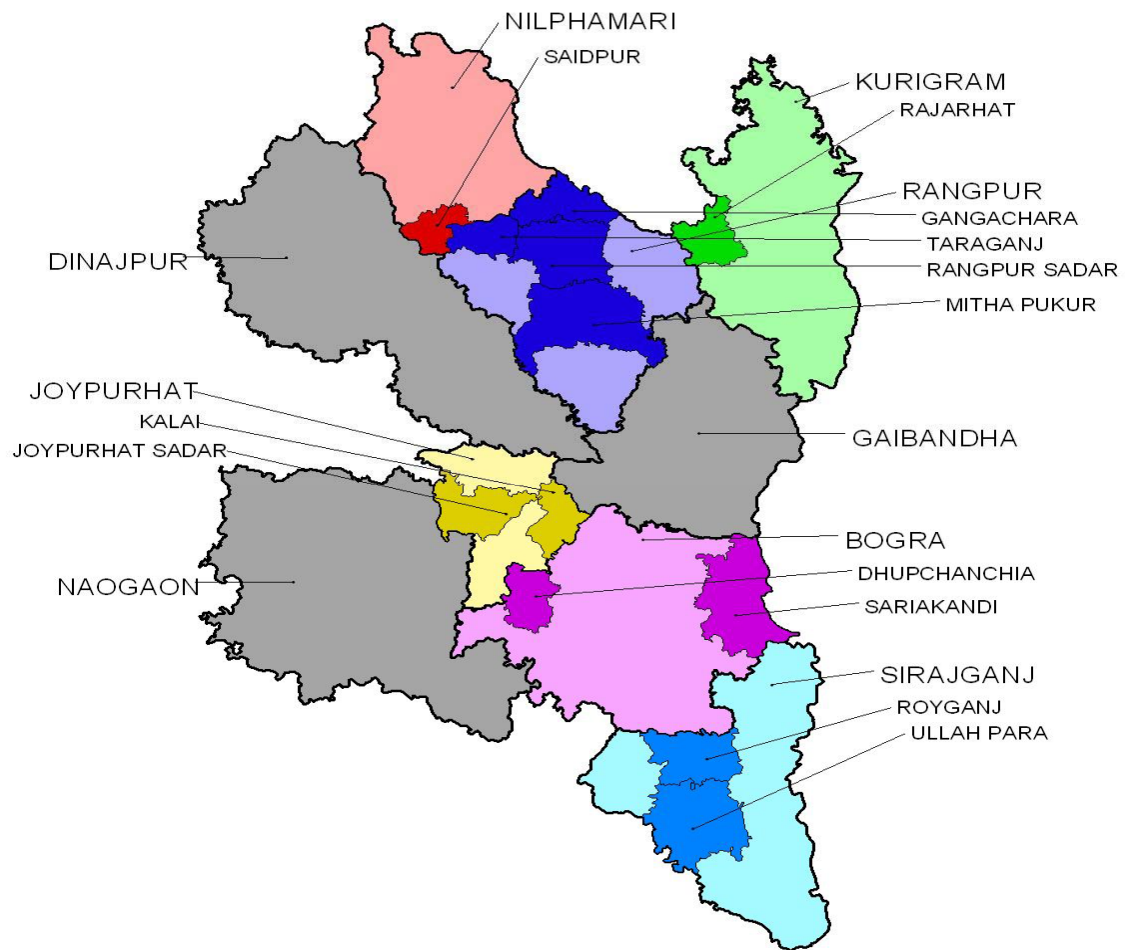 NILPHAMARI
SAIDPUR
KURIGRAM
RAJARHAT
RANGPUR
GANGACHARA
TARAGANJ
RANGPUR SADAR
MITHA PUKUR
DINAJPUR
JOYPURHAT
KALAI
JOYPURHAT SADAR
GAIBANDHA
BOGRA
DHUPCHANCHIA
SARIAKANDI
NAOGAON
SIRAJGANJ
ROYGANJ
ULLAH PARA